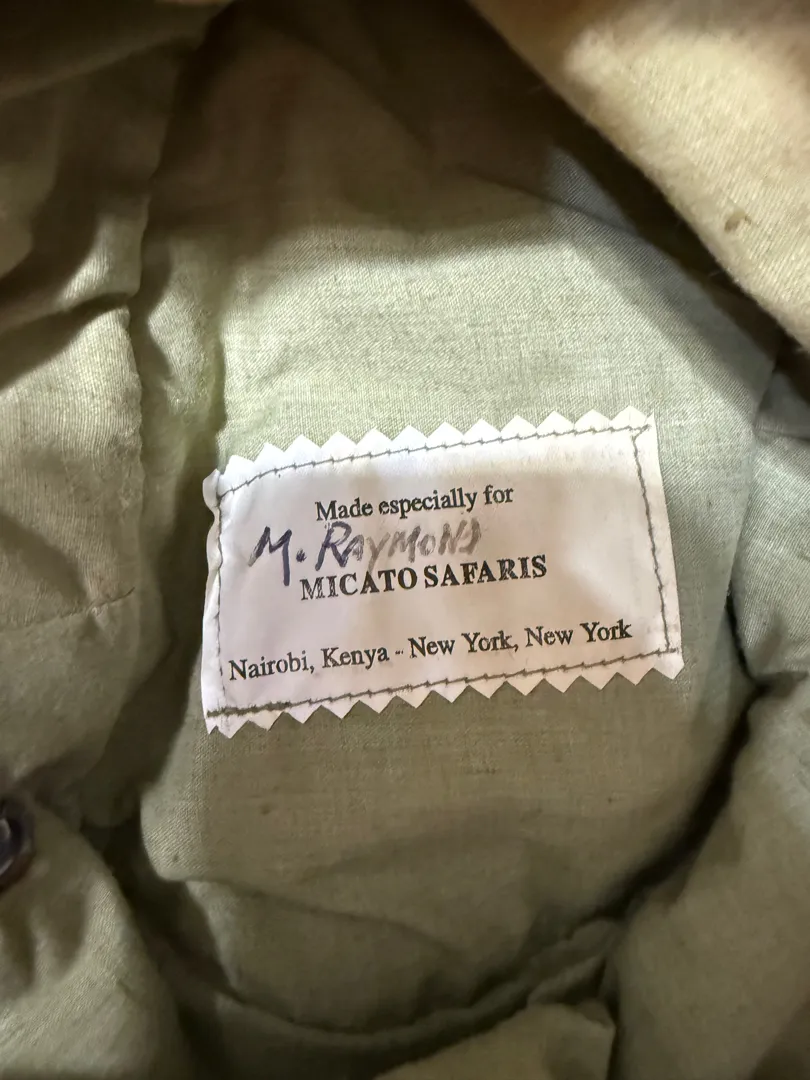 Made especially for
M. RAYMOND
MICATO SAFARIS
Nairobi, Kenya - New York, New York